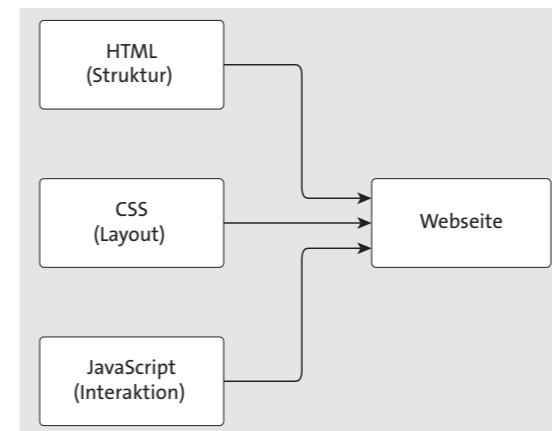 HTML
(Struktur)
CSS
(Layout)
Webseite
JavaScript
(Interaktion)